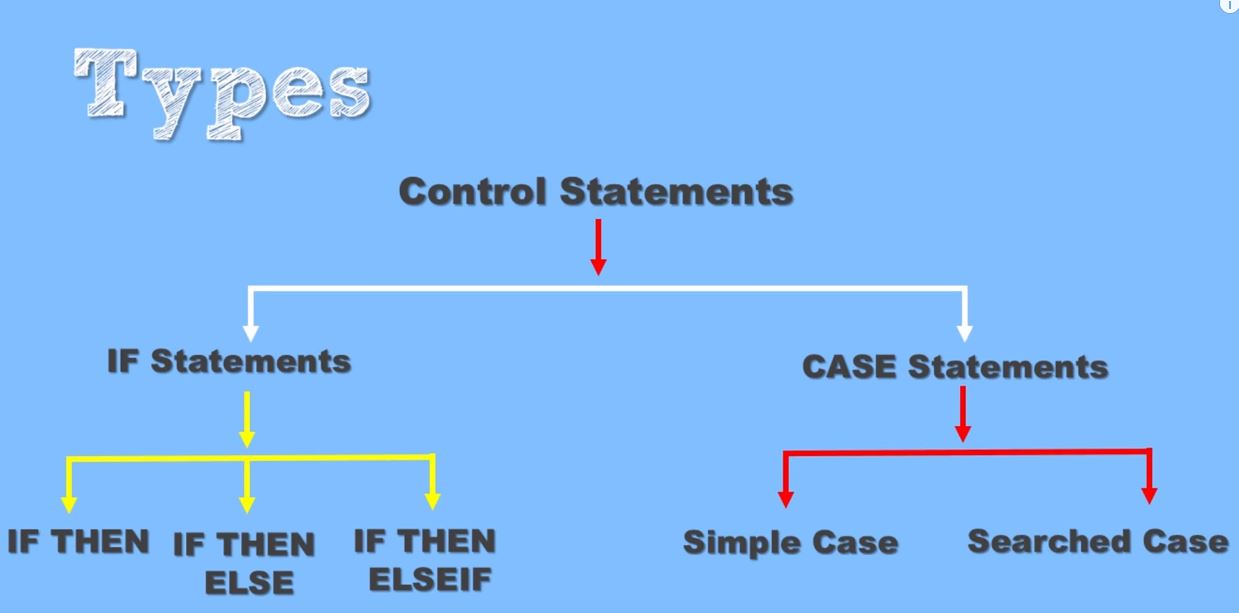 Types
Control Statements
IF Statements
CASE Statements
IF THEN
IF THEN
ELSE
IF THEN
ELSEIF
Simple Case
Searched Case